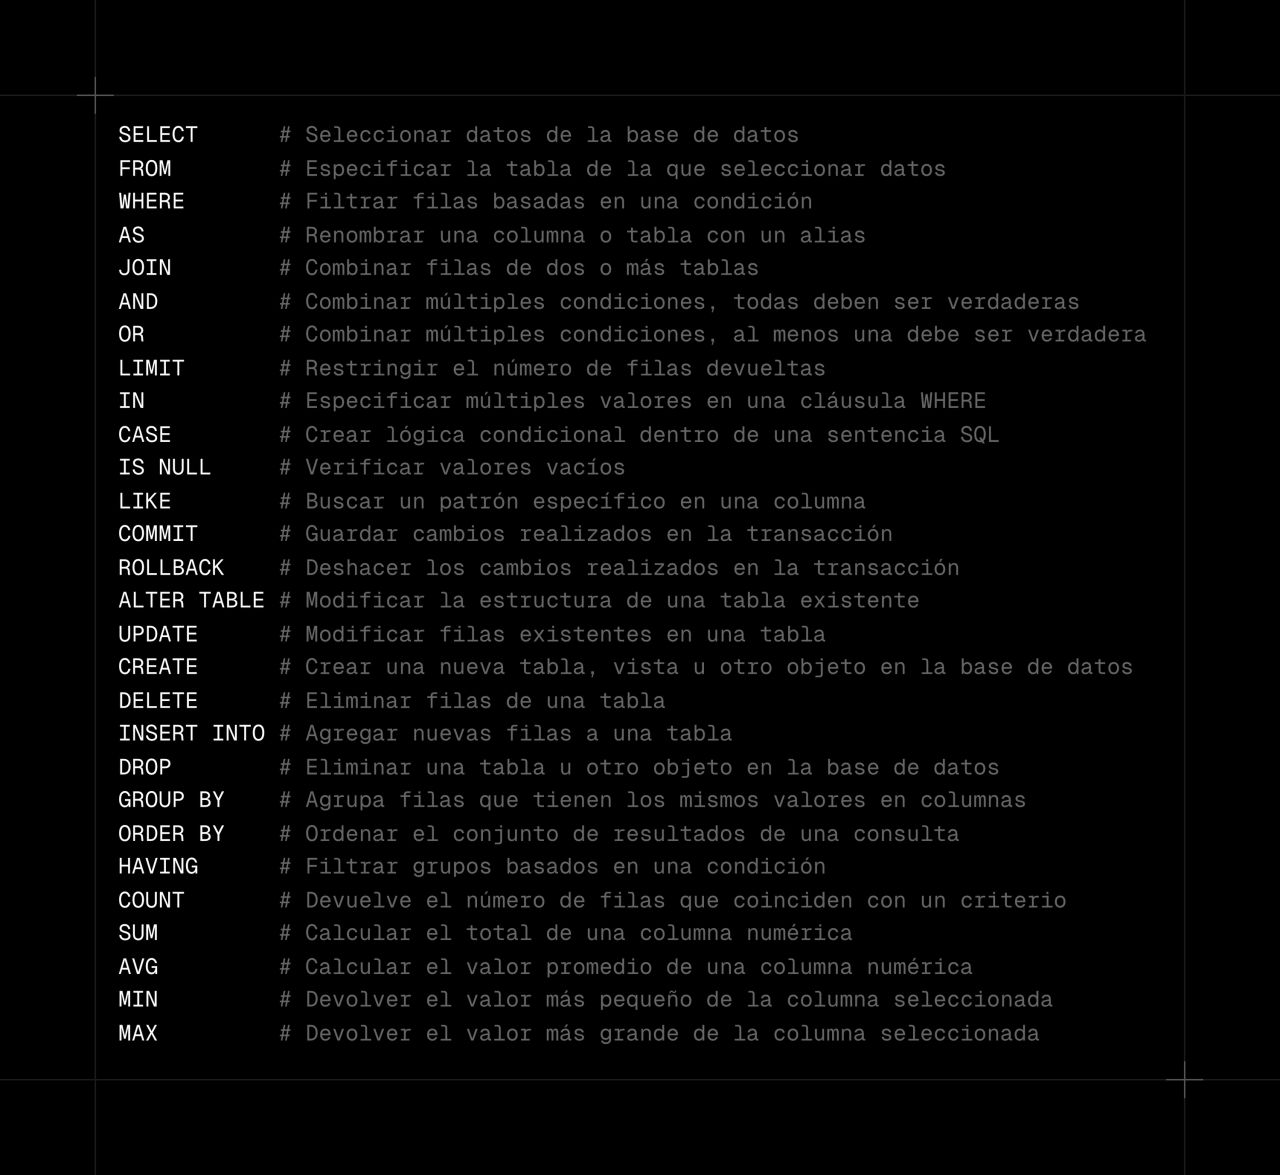 SELECT # Seleccionar datos de la base de datos
FROM # Especificar la tabla de la que seleccionar datos
WHERE # Filtrar filas basadas en una condición
AS # Renombrar una columna o tabla con un alias
JOIN # Combinar filas de dos o más tablas
AND # Combinar múltiples condiciones, todas deben ser verdaderas
OR # Combinar múltiples condiciones, al menos una debe ser verdadera
LIMIT # Restringir el número de filas devueltas
IN # Especificar múltiples valores en una cláusula WHERE
CASE # Crear lógica condicional dentro de una sentencia SQL
IS NULL # Verificar valores vacíos
LIKE # Buscar un patrón específico en una columna
COMMIT # Guardar cambios realizados en la transacción
ROLLBACK # Deshacer los cambios realizados en la transacción
ALTER TABLE # Modificar la estructura de una tabla existente
UPDATE # Modificar filas existentes en una tabla
CREATE # Crear una nueva tabla, vista u otro objeto en la base de datos
DELETE # Eliminar filas de una tabla
INSERT INTO # Agregar nuevas filas a una tabla
DROP # Eliminar una tabla u otro objeto en la base de datos
GROUP BY # Agrupa filas que tienen los mismos valores en columnas
ORDER BY # Ordenar el conjunto de resultados de una consulta
HAVING # Filtrar grupos basados en una condición
COUNT # Devuelve el número de filas que coinciden con un criterio
SUM # Calcular el total de una columna numérica
AVG # Calcular el valor promedio de una columna numérica
MIN # Devolver el valor más pequeño de la columna seleccionada
MAX # Devolver el valor más grande de la columna seleccionada